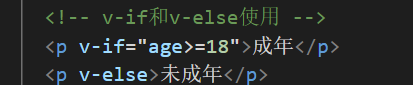 <!-- v-if和v-else使用 -->
<p v-if="age>=18">成年</p>
<p v-else>未成年</p>